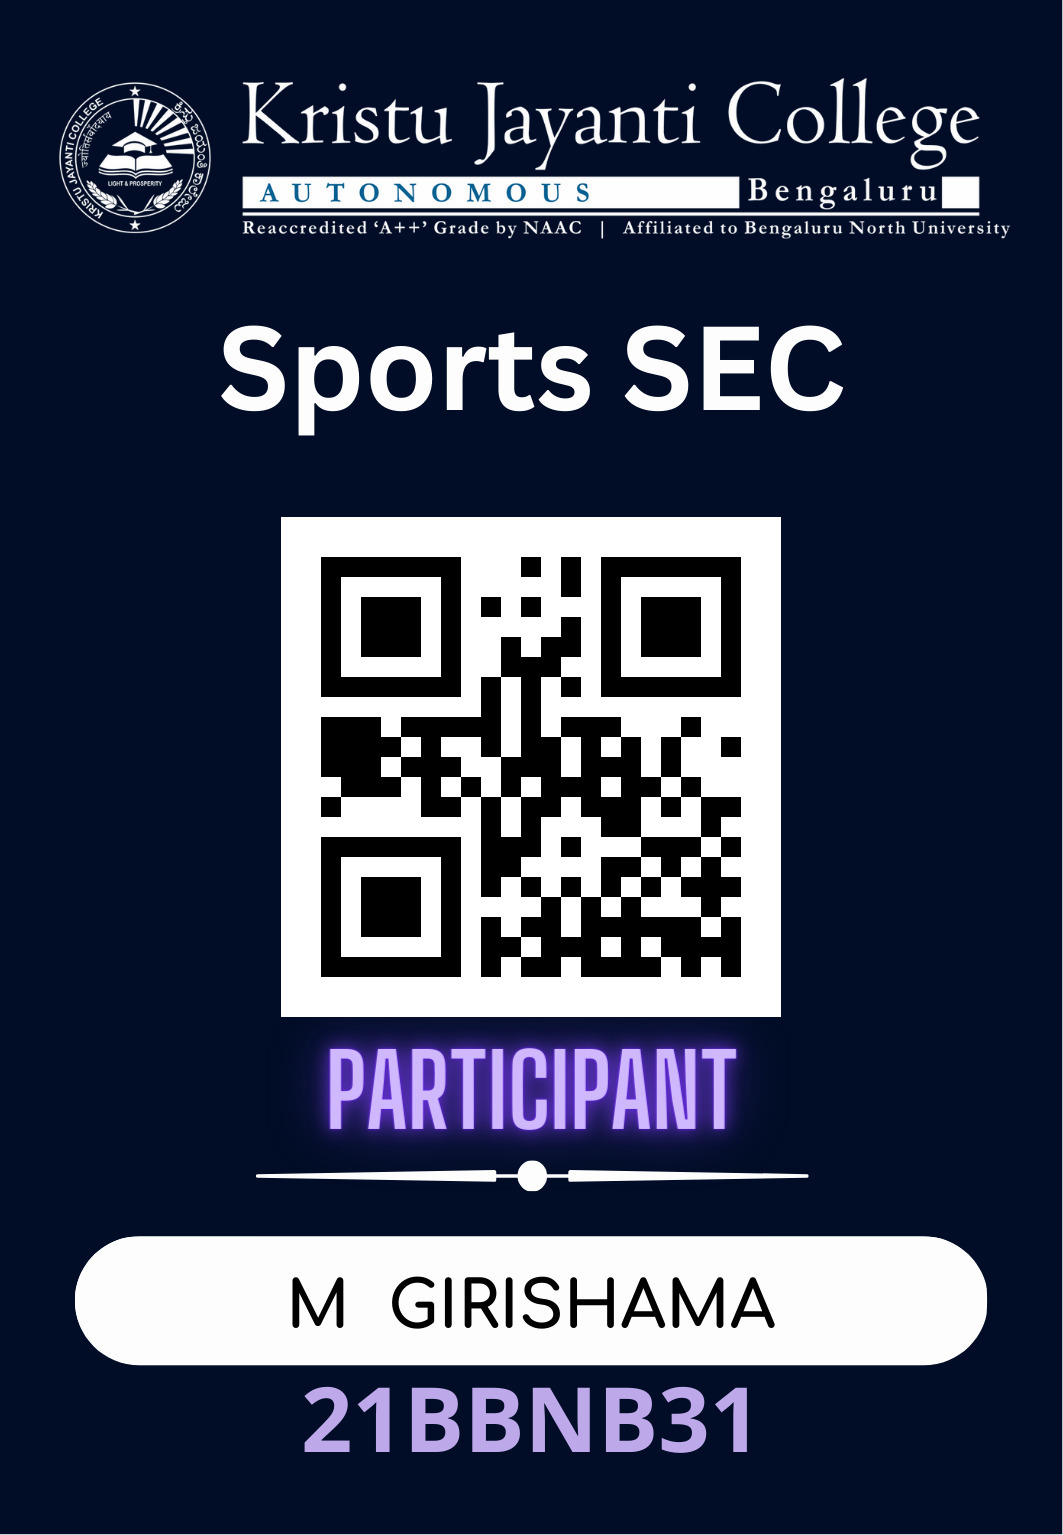 Kristu Jayanti College
AUTONOMOUS Bengaluru
Reaccredited ‘A++’ Grade by NAAC | Affiliated to Bengaluru North University
KRISTU JAYANTI COLLEGE
LIGHT & PROSPERITY
Sports SEC
PARTICIPANT
M GIRISHAMA
21BBNB31